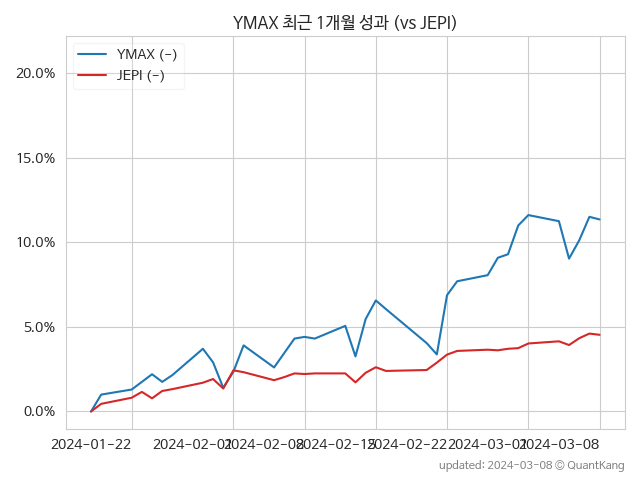 YMAX 최근 1개월 성과 (vs JEPI)
YMAX (-)
JEPI (-)
20.0%
15.0%
10.0%
5.0%
0.0%
2024-01-22 2024-02-01 2024-02-08 2024-02-15 2024-02-22 2024-03-01 2024-03-08
updated: 2024-03-08 © QuantKang